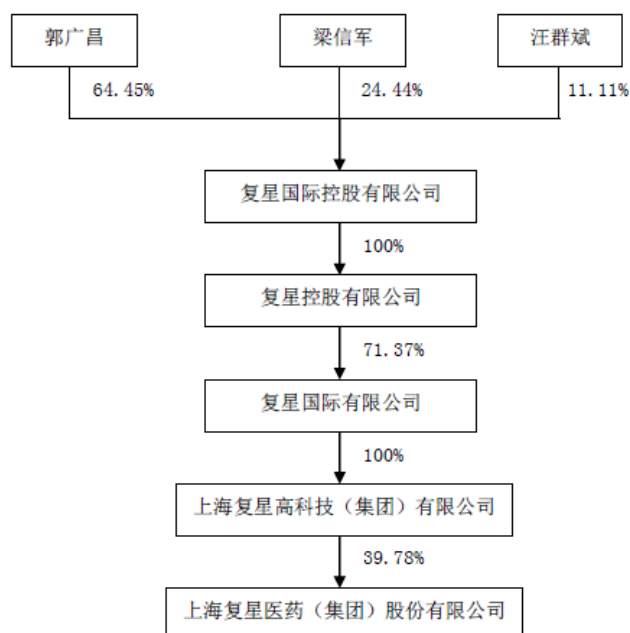 郭广昌
梁信军
汪群斌
64.45%
24.44%
11.11%
复星国际控股有限公司
100%
复星控股有限公司
71.37%
复星国际有限公司
100%
上海复星高科技（集团）有限公司
39.78%
上海复星医药（集团）股份有限公司